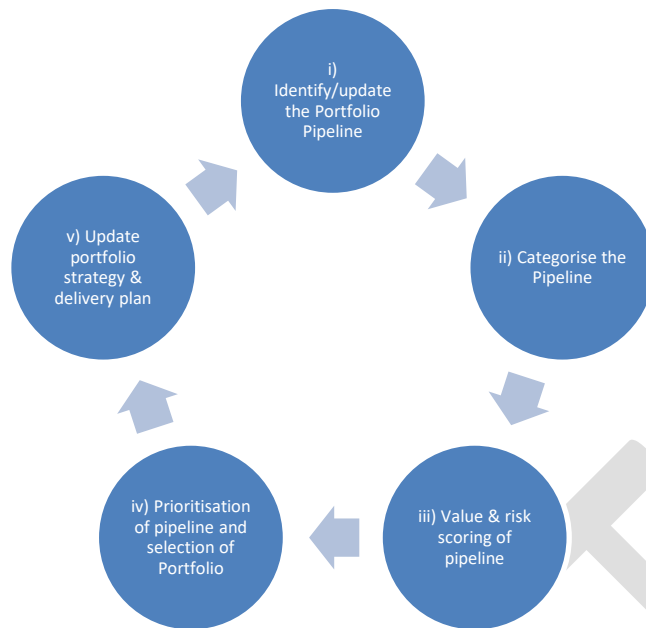 i)
Identify/update
the Portfolio
Pipeline
ii) Categorise the
Pipeline
iii) Value & risk
scoring of
pipeline
iv) Prioritisation
of pipeline and
selection of
Portfolio
v) Update
portfolio
strategy &
delivery plan